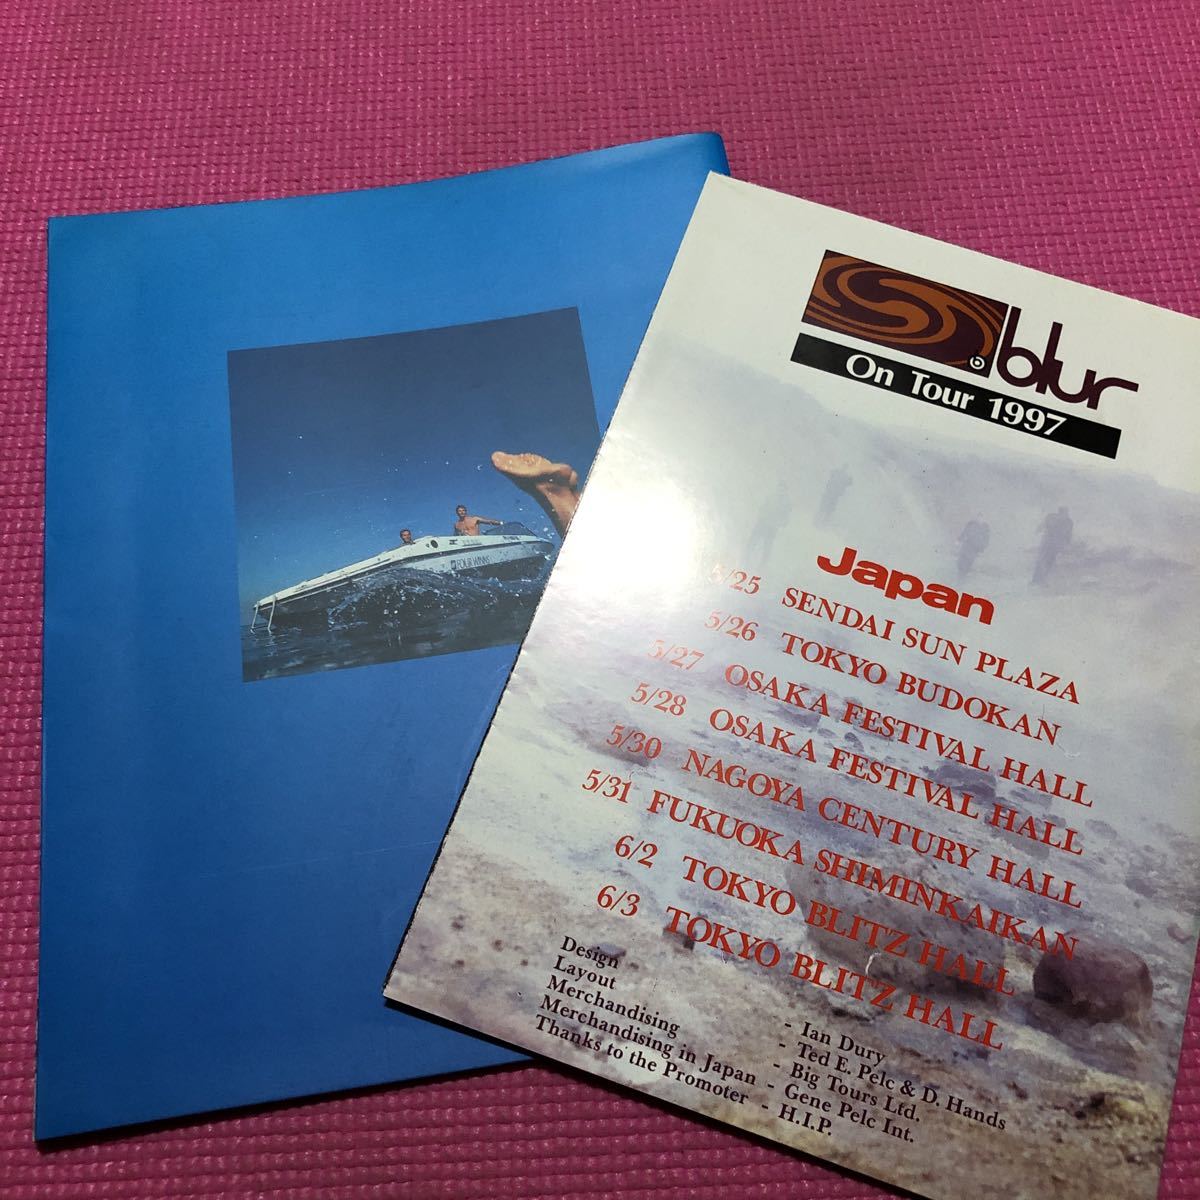 FOUR WINNS
blur
b
On Tour 1997
Japan
5/25 SENDAI SUN PLAZA
5/26 TOKYO BUDOKAN
5/27 OSAKA FESTIVAL HALL
5/28 OSAKA FESTIVAL HALL
5/30 NAGOYA CENTURY HALL
5/31 FUKUOKA SHIMINKAIKAN
6/2 TOKYO BLITZ HALL
6/3 TOKYO BLITZ HALL
Design - Ian Dury
Layout - Ted E. Pelc & D. Hands
Merchandising - Big Tours Ltd.
Merchandising in Japan - Gene Pelc Int.
Thanks to the Promoter - H.I.P.